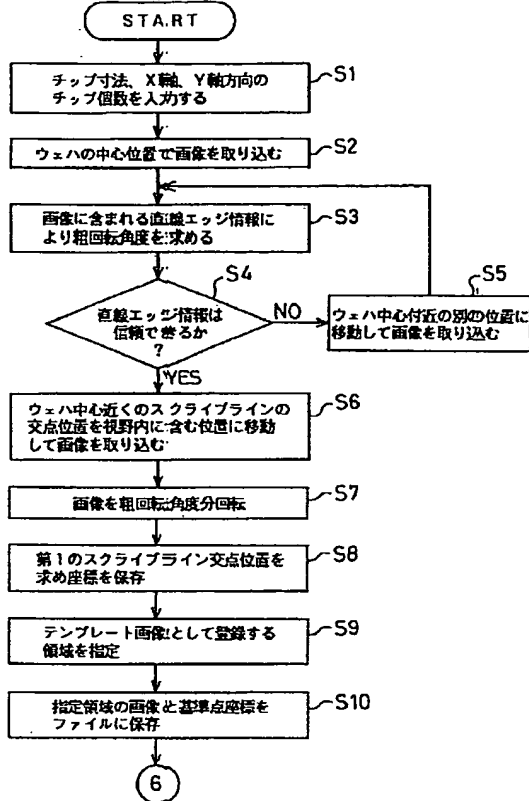 START
チップ寸法、X軸、Y軸方向の
チップ個数を入力する
S1
ウェハの中心位置で画像を取り込む
S2
画像に含まれる直線エッジ情報に
より粗回転角度を求める
S3
直線エッジ情報は
信頼できるか
?
S4
NO
ウェハ中心付近の別の位置に
移動して画像を取り込む
S5
YES
ウェハ中心近くのスクライブラインの
交点位置を視野内に含む位置に移動
して画像を取り込む
S6
画像を粗回転角度分回転
S7
第1のスクライブライン交点位置を
求め座標を保存
S8
テンプレート画像として登録する
領域を指定
S9
指定領域の画像と基準点座標を
ファイルに保存
S10
6